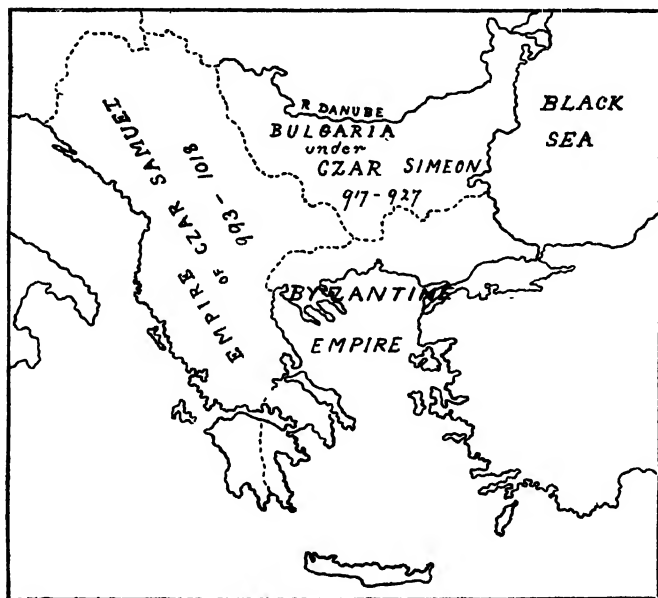 R. DANUBE
BULGARIA
under
CZAR SIMEON
917-927
BLACK
SEA
EMPIRE OF CZAR SAMUEL
993-1018
BYZANTINE
EMPIRE